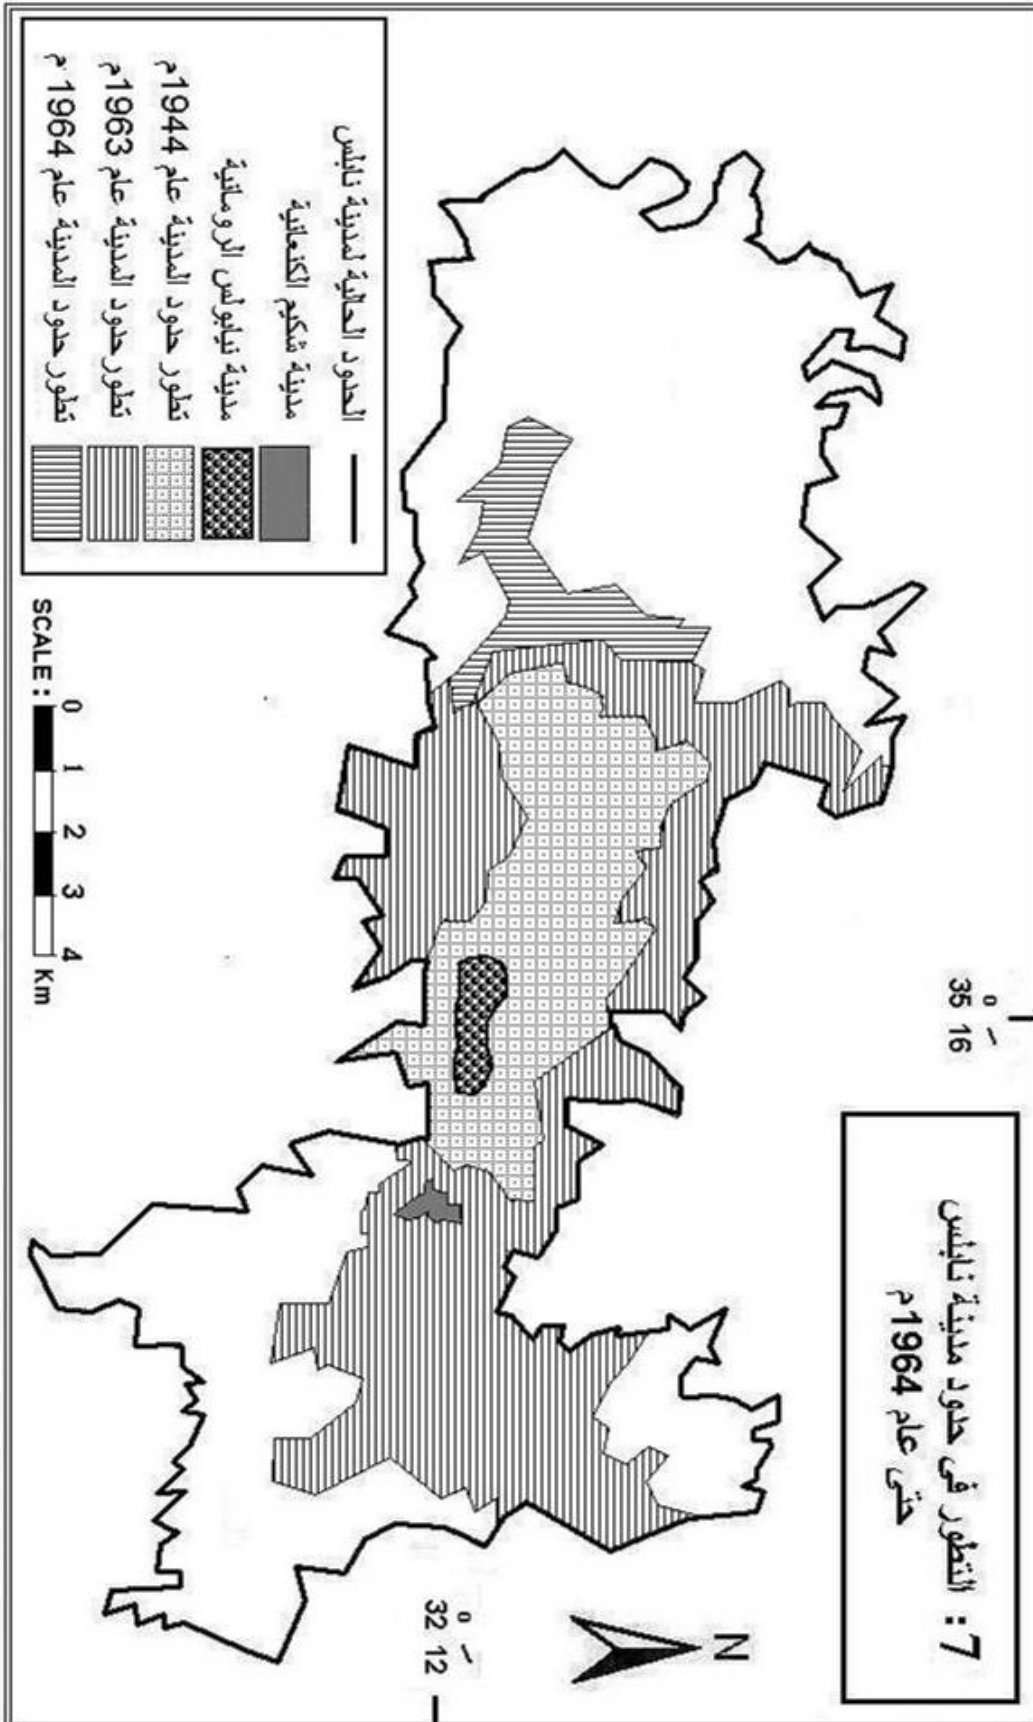 7: التطور في حدود مدينة نابلس
حتى عام 1964م
N
35 16
32 12
الحدود الحالية لمدينة نابلس
مدينة شكيم الكنعانية
مدينة نيابولس الرومانية
تطور حدود المدينة عام 1944م
تطور حدود المدينة عام 1963م
تطور حدود المدينة عام 1964م
SCALE: 0 1 2 3 4 Km